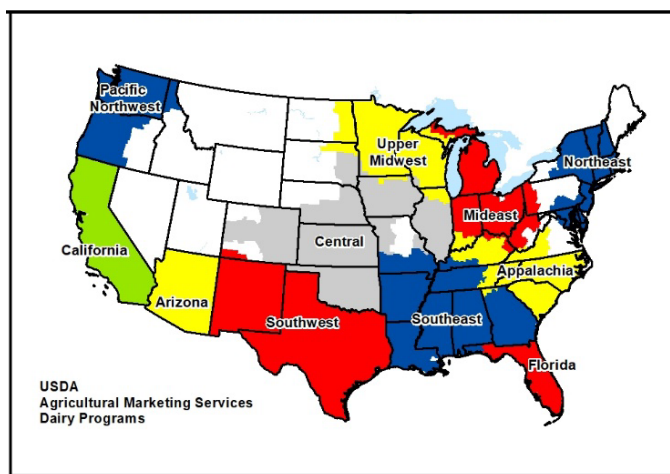 Pacific
Northwest
Upper
Midwest
Northeast
Mideast
Central
California
Appalachia
Arizona
Southwest
Southeast
Florida
USDA
Agricultural Marketing Services
Dairy Programs